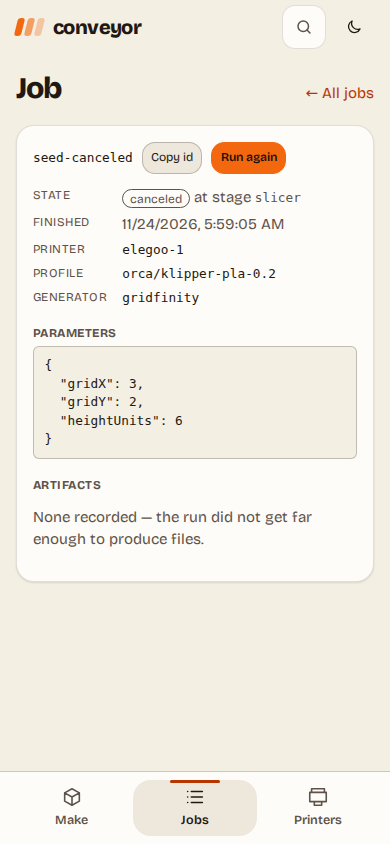 conveyor
Job
← All jobs
seed-canceled Copy id Run again
STATE canceled at stage slicer
FINISHED 11/24/2026, 5:59:05 AM
PRINTER elegoo-1
PROFILE orca/klipper-pla-0.2
GENERATOR gridfinity
PARAMETERS
{
  "gridX": 3,
  "gridY": 2,
  "heightUnits": 6
}
ARTIFACTS
None recorded — the run did not get far
enough to produce files.
Make Jobs Printers